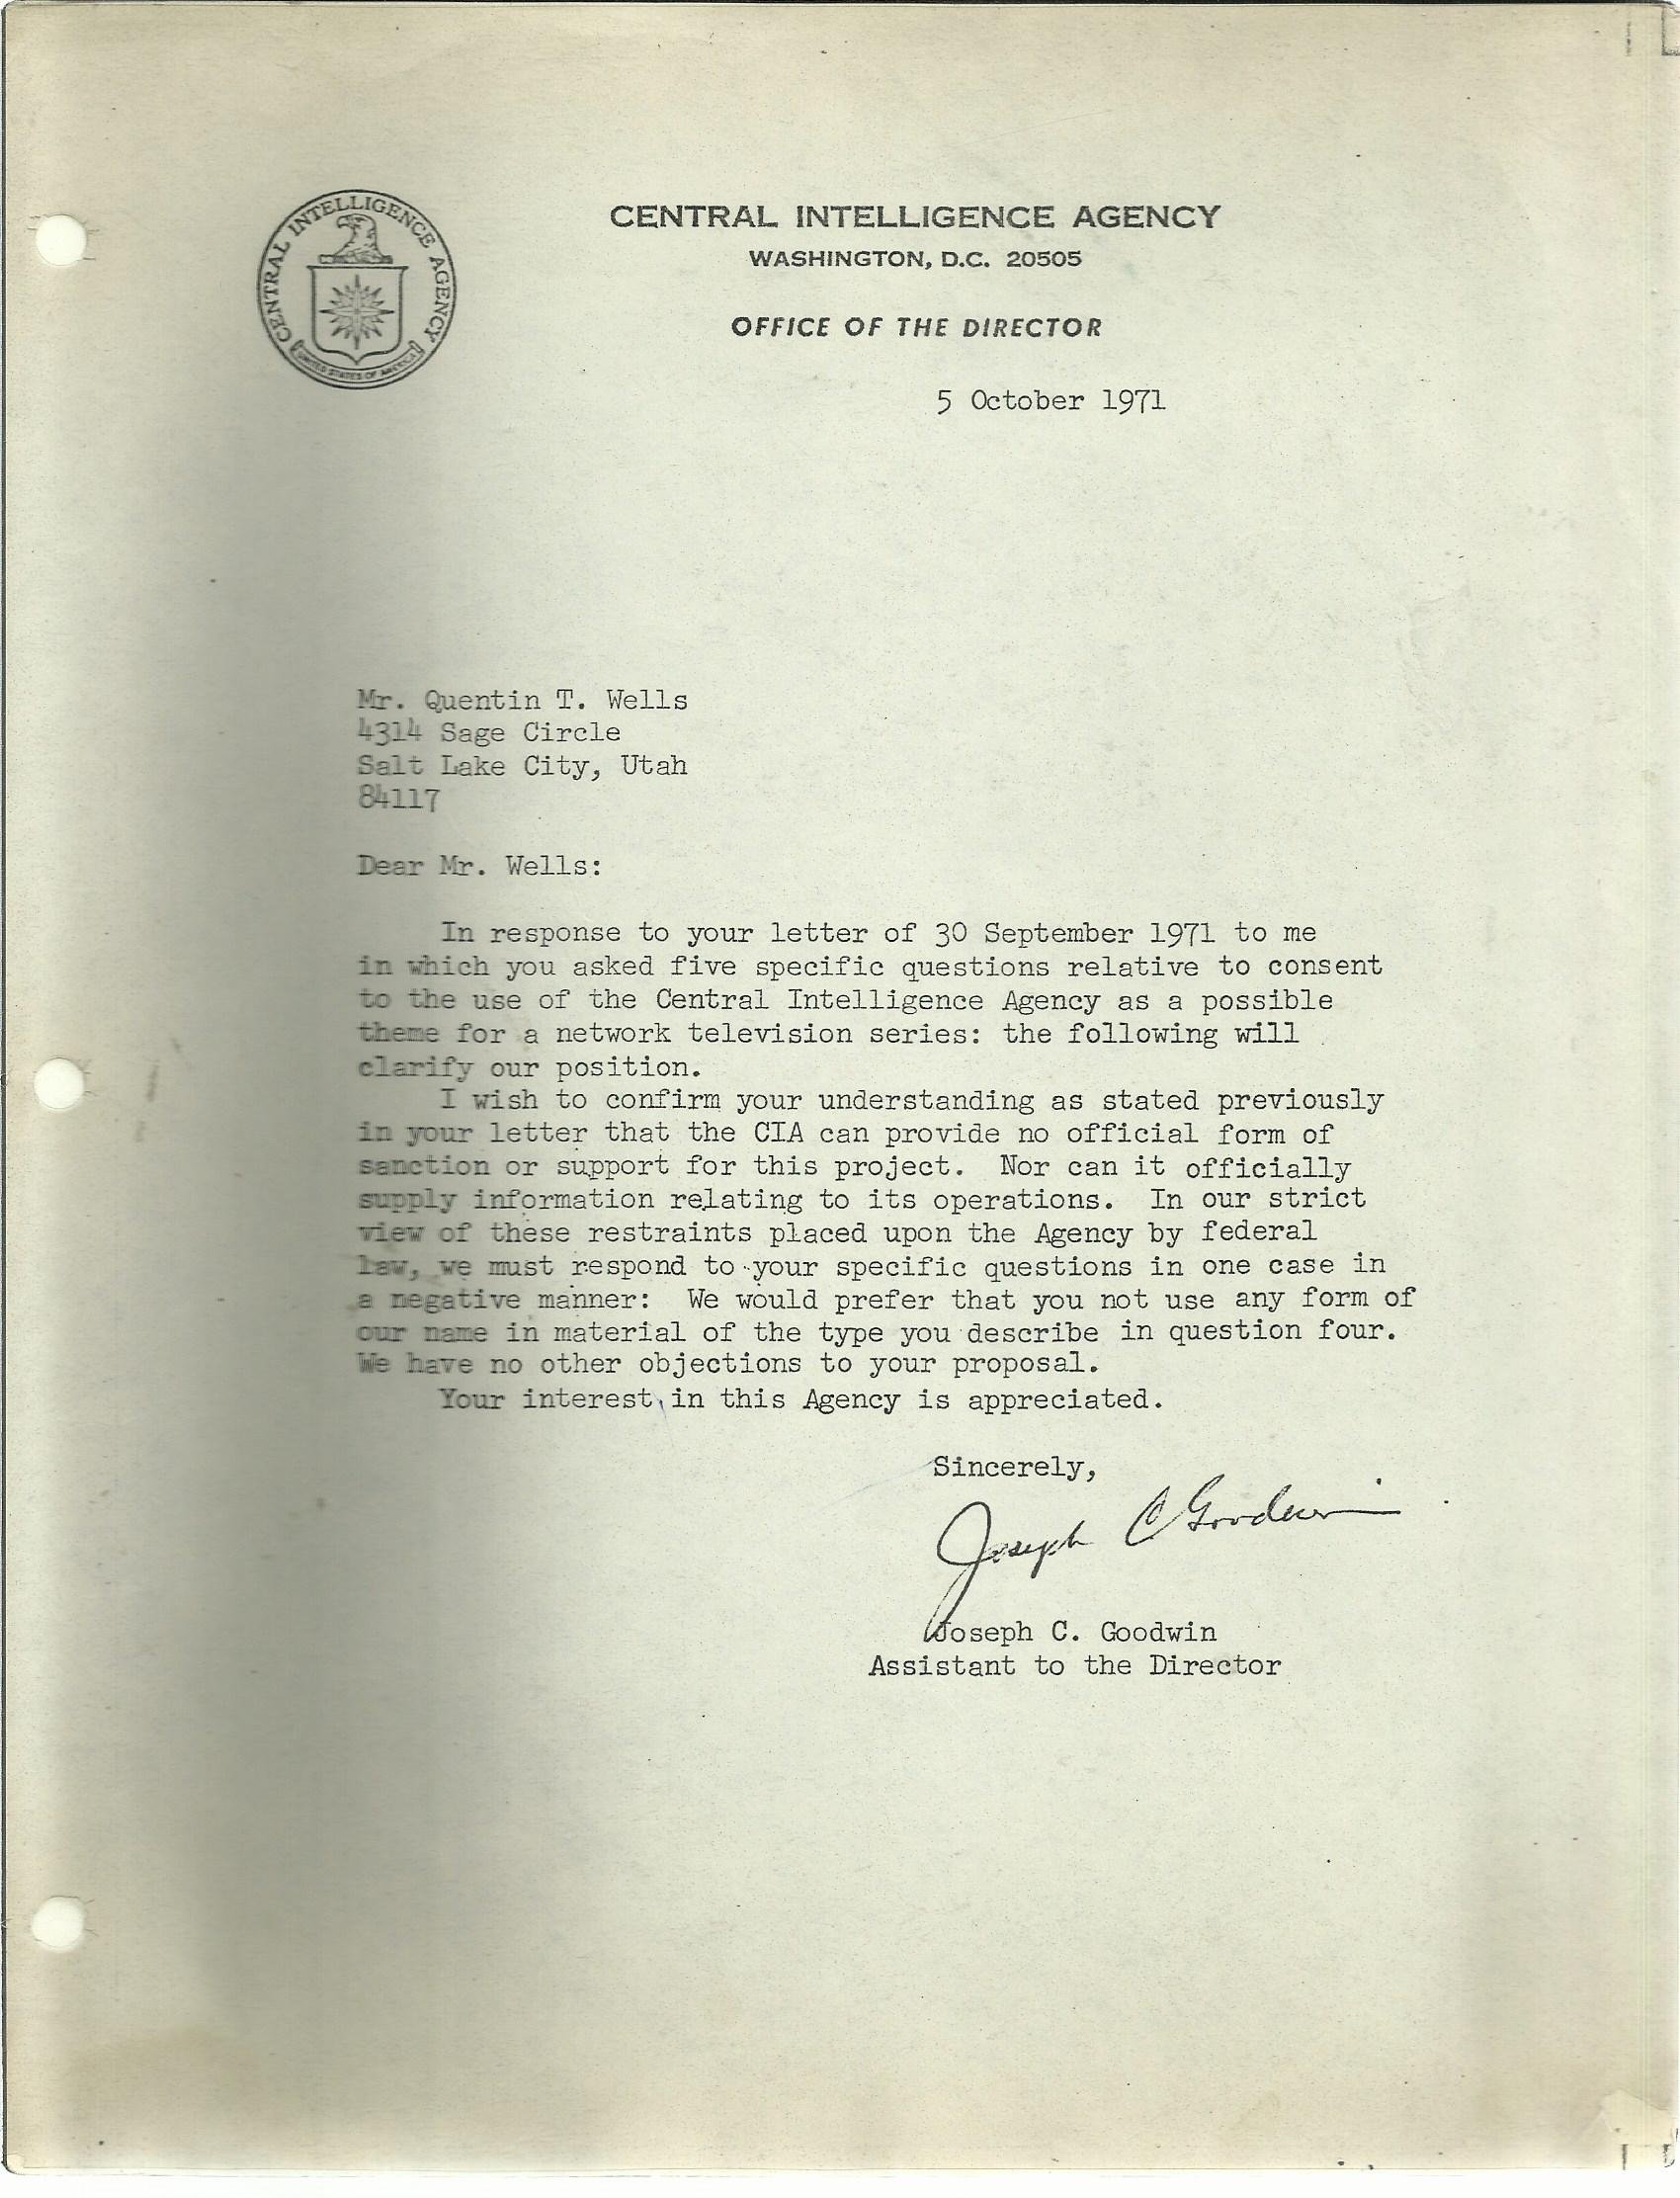 CENTRAL INTELLIGENCE AGENCY
UNITED STATES OF AMERICA
CENTRAL INTELLIGENCE AGENCY
WASHINGTON, D.C. 20505
OFFICE OF THE DIRECTOR
5 October 1971
Mr. Quentin T. Wells
4314 Sage Circle
Salt Lake City, Utah
84117
Dear Mr. Wells:
In response to your letter of 30 September 1971 to me
in which you asked five specific questions relative to consent
to the use of the Central Intelligence Agency as a possible
theme for a network television series: the following will
clarify our position.
I wish to confirm your understanding as stated previously
in your letter that the CIA can provide no official form of
sanction or support for this project. Nor can it officially
supply information relating to its operations. In our strict
view of these restraints placed upon the Agency by federal
law, we must respond to your specific questions in one case in
a negative manner: We would prefer that you not use any form of
our name in material of the type you describe in question four.
We have no other objections to your proposal.
Your interest in this Agency is appreciated.
Sincerely,
Joseph C Goodwin
Joseph C. Goodwin
Assistant to the Director